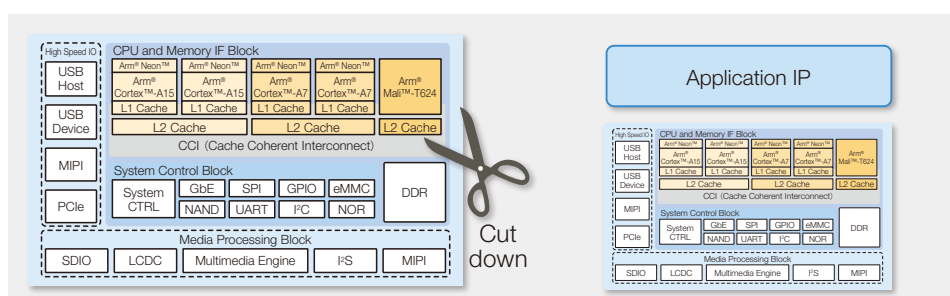 High Speed IO
USB
Host
USB
Device
MIPI
PCIe
CPU and Memory IF Block
Arm® Neon™ Arm® Neon™ Arm® Neon™ Arm® Neon™
Arm®
Cortex™-A15
Arm®
Cortex™-A15
Arm®
Cortex™-A7
Arm®
Cortex™-A7
Arm®
Mali™-T624
L1 Cache L1 Cache L1 Cache L1 Cache
L2 Cache L2 Cache L2 Cache
CCI (Cache Coherent Interconnect)
System Control Block
System
CTRL
GbE SPI GPIO eMMC
NAND UART I²C NOR
DDR
Media Processing Block
SDIO LCDC Multimedia Engine I²S MIPI
Cut
down
Application IP
High Speed IO
USB
Host
USB
Device
MIPI
PCIe
CPU and Memory IF Block
Arm® Neon™ Arm® Neon™ Arm® Neon™ Arm® Neon™
Arm®
Cortex™-A15
Arm®
Cortex™-A15
Arm®
Cortex™-A7
Arm®
Cortex™-A7
Arm®
Mali™-T624
L1 Cache L1 Cache L1 Cache L1 Cache
L2 Cache L2 Cache L2 Cache
CCI (Cache Coherent Interconnect)
System Control Block
System
CTRL
GbE SPI GPIO eMMC
NAND UART I²C NOR
DDR
Media Processing Block
SDIO LCDC Multimedia Engine I²S MIPI